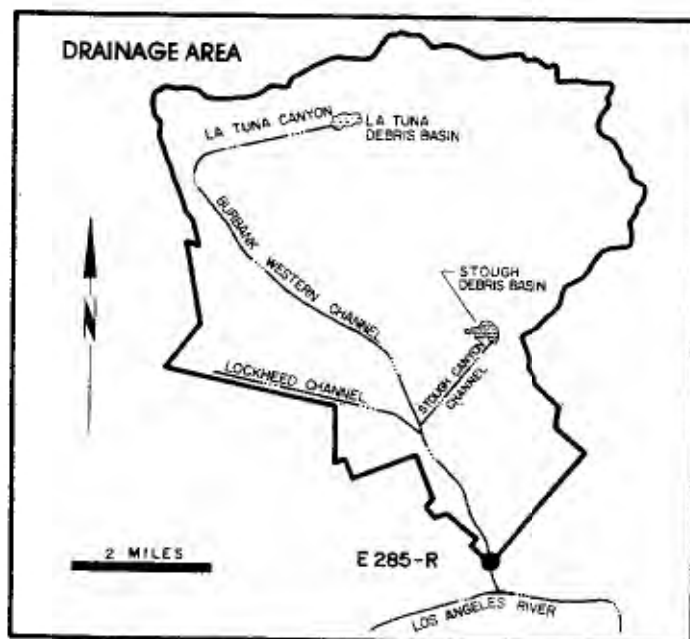 DRAINAGE AREA
LA TUNA CANYON
LA TUNA
DEBRIS BASIN
BURBANK WESTERN CHANNEL
STOUGH
DEBRIS BASIN
STOUGH CANYON
CHANNEL
LOCKHEED CHANNEL
N
2 MILES
E 285-R
LOS ANGELES RIVER